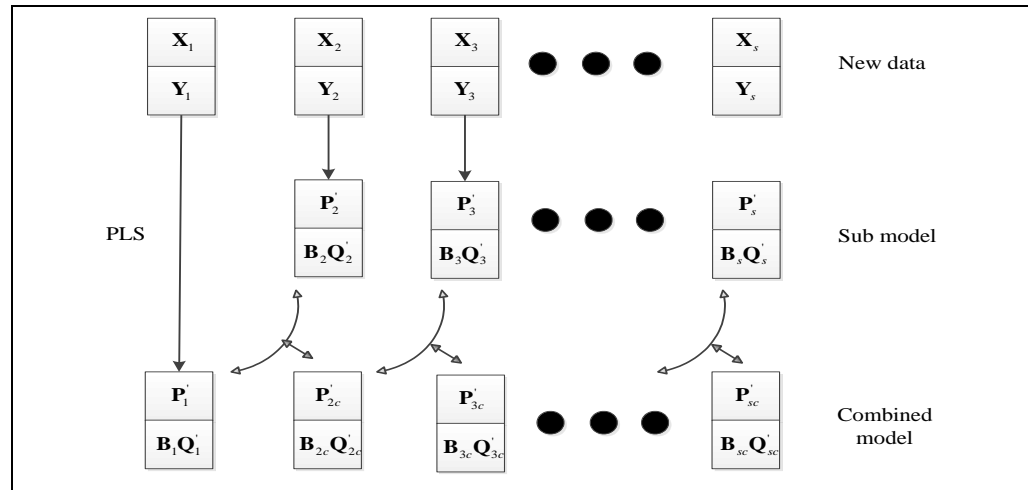 X₁ X₂ X₃ Xₛ New data
Y₁ Y₂ Y₃ Yₛ
P'₂ P'₃ P'ₛ
PLS Sub model
B₂Q'₂ B₃Q'₃ BₛQ'ₛ
P'₁ P'₂c P'₃c P'sc
Combined
model
B₁Q'₁ B₂cQ'₂c B₃cQ'₃c BscQ'sc